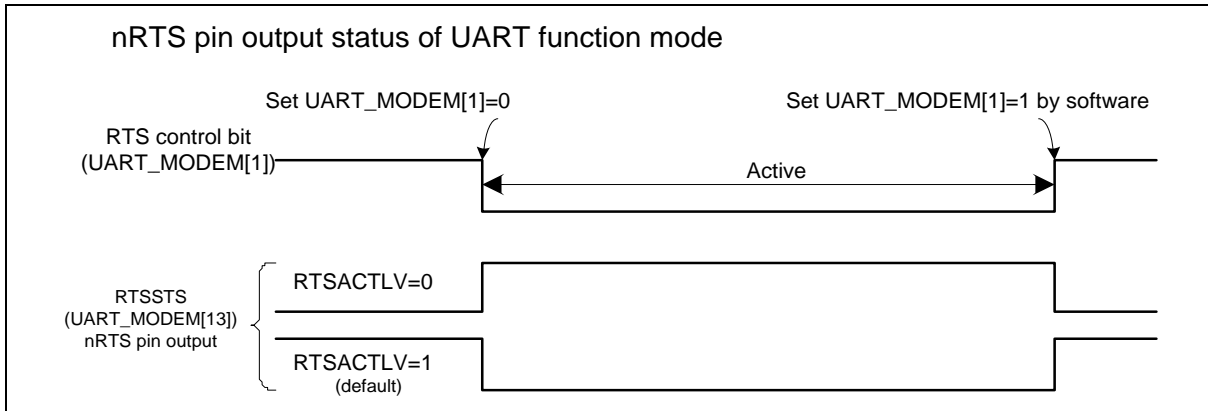 nRTS pin output status of UART function mode
Set UART_MODEM[1]=0
Set UART_MODEM[1]=1 by software
RTS control bit
(UART_MODEM[1])
Active
RTSACTLV=0
RTSSTS
(UART_MODEM[13])
nRTS pin output
RTSACTLV=1
(default)